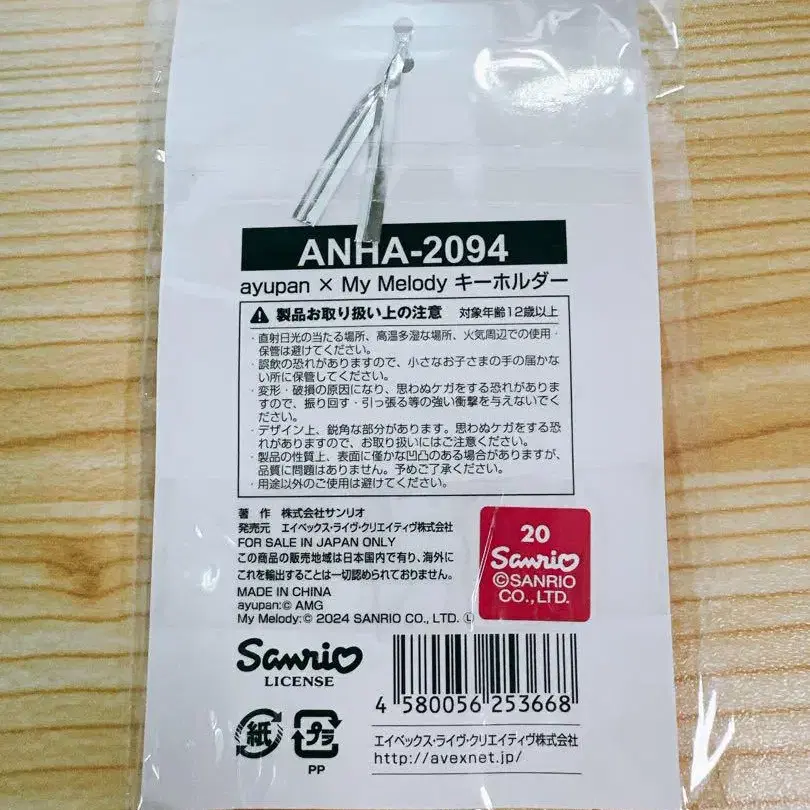 ANHA-2094
ayupan × My Melody キーホルダー
製品お取り扱い上の注意 対象年齢12歳以上
・直射日光の当たる場所、高温多湿な場所、火気周辺での使用・
保管は避けてください。
・誤飲の恐れがありますので、小さなお子さまの手の届かな
い所に保管してください。
・変形・破損の原因になり、思わぬケガをする恐れがありま
すので、振り回す・引っ張る等の強い衝撃を与えないでく
ださい。
・デザイン上、鋭角な部分があります。思わぬケガをする恐
れがありますので、お取り扱いにはご注意ください。
・製品の性質上、表面に僅かな凹凸のある場合がありますが、
品質に問題はありません。予めご了承ください。
・用途以外のご使用は避けてください。
著 作 株式会社サンリオ
発売元 エイベックス・ライヴ・クリエイティヴ株式会社
FOR SALE IN JAPAN ONLY
この商品の販売地域は日本国内で有り、海外に
これを輸出することは一切認められておりません。
MADE IN CHINA
ayupan:© AMG
My Melody:© 2024 SANRIO CO., LTD. Ⓛ
20
Sanrio
©SANRIO
CO.,LTD.
Sanrio
LICENSE
4 580056 253668
紙
プラ
PP
エイベックス・ライヴ・クリエイティヴ株式会社
http://avexnet.jp/